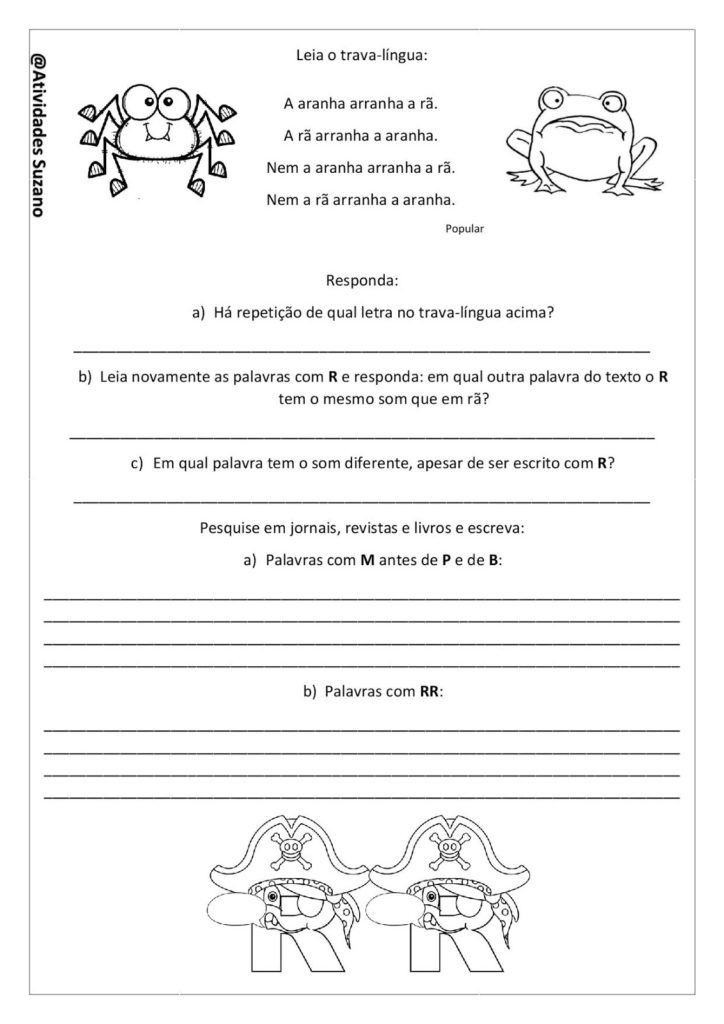 @Atividades Suzano
Leia o trava-língua:
A aranha arranha a rã.
A rã arranha a aranha.
Nem a aranha arranha a rã.
Nem a rã arranha a aranha.
Popular
Responda:
a) Há repetição de qual letra no trava-língua acima?
b) Leia novamente as palavras com R e responda: em qual outra palavra do texto o R
tem o mesmo som que em rã?
c) Em qual palavra tem o som diferente, apesar de ser escrito com R?
Pesquise em jornais, revistas e livros e escreva:
a) Palavras com M antes de P e de B:
b) Palavras com RR:
R R